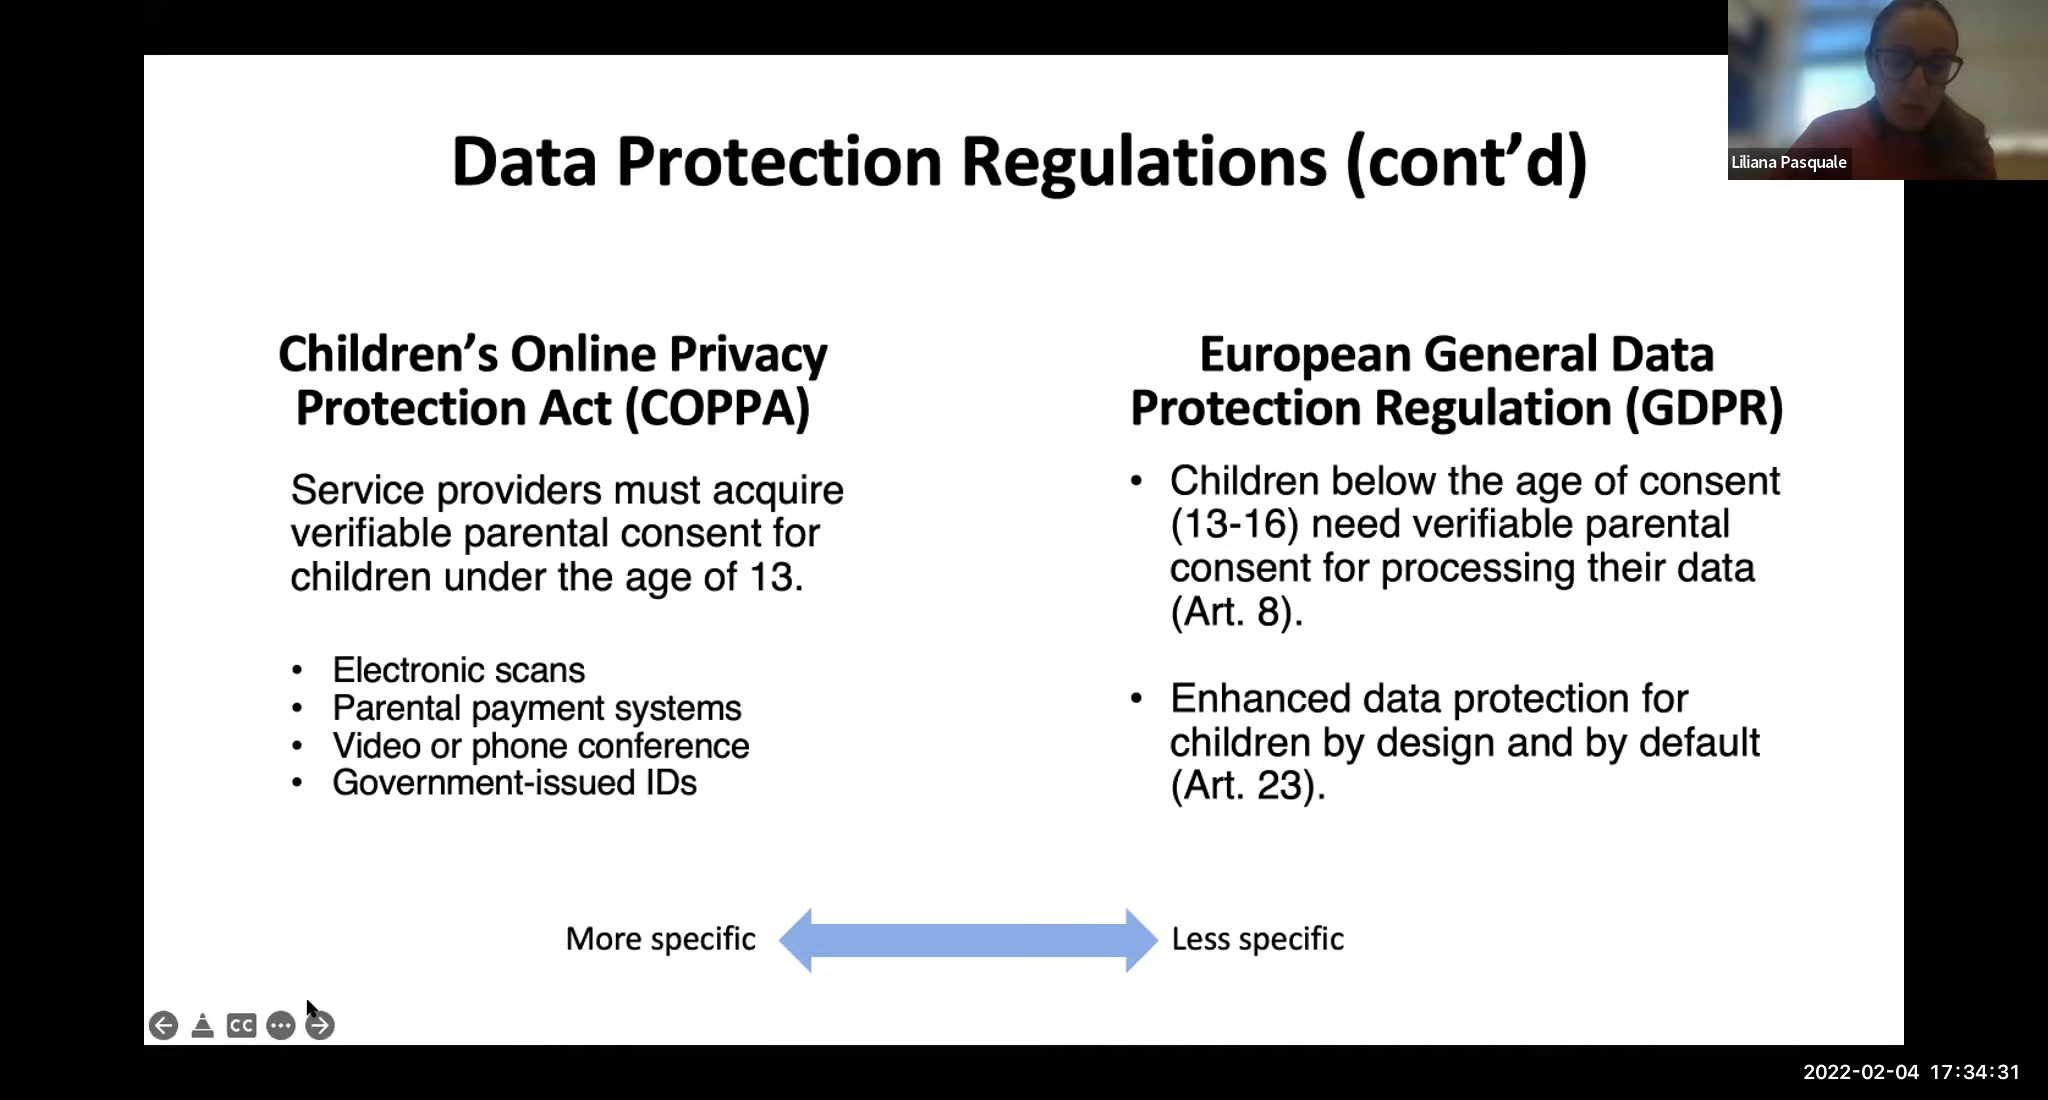 Data Protection Regulations (cont’d)
Liliana Pasquale
Children’s Online Privacy
Protection Act (COPPA)
Service providers must acquire
verifiable parental consent for
children under the age of 13.
• Electronic scans
• Parental payment systems
• Video or phone conference
• Government-issued IDs
European General Data
Protection Regulation (GDPR)
• Children below the age of consent
(13-16) need verifiable parental
consent for processing their data
(Art. 8).
• Enhanced data protection for
children by design and by default
(Art. 23).
More specific
Less specific
CC
2022-02-04 17:34:31